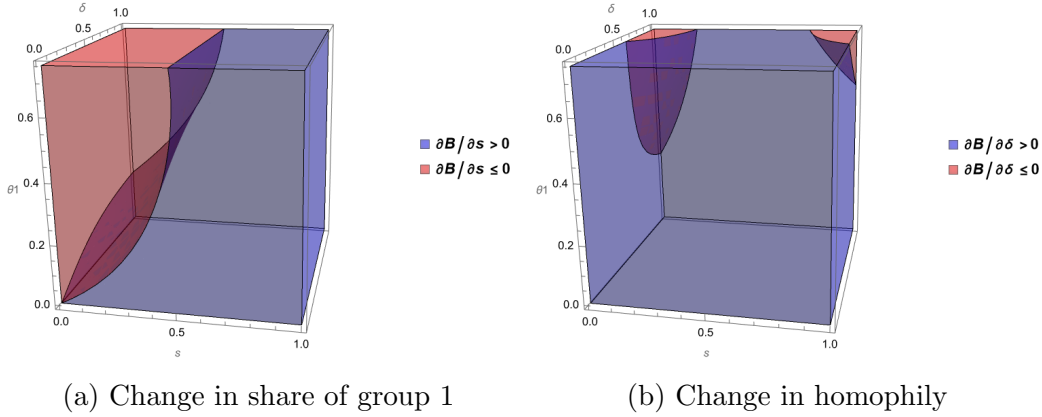 δ
0.0
0.5
1.0
0.6
θ1
0.4
0.2
0.0
0.0
0.5
1.0
s
∂B/∂s > 0
∂B/∂s ≤ 0
δ
0.0
0.5
1.0
0.6
θ1
0.4
0.2
0.0
0.0
0.5
1.0
s
∂B/∂δ > 0
∂B/∂δ ≤ 0
(a) Change in share of group 1
(b) Change in homophily